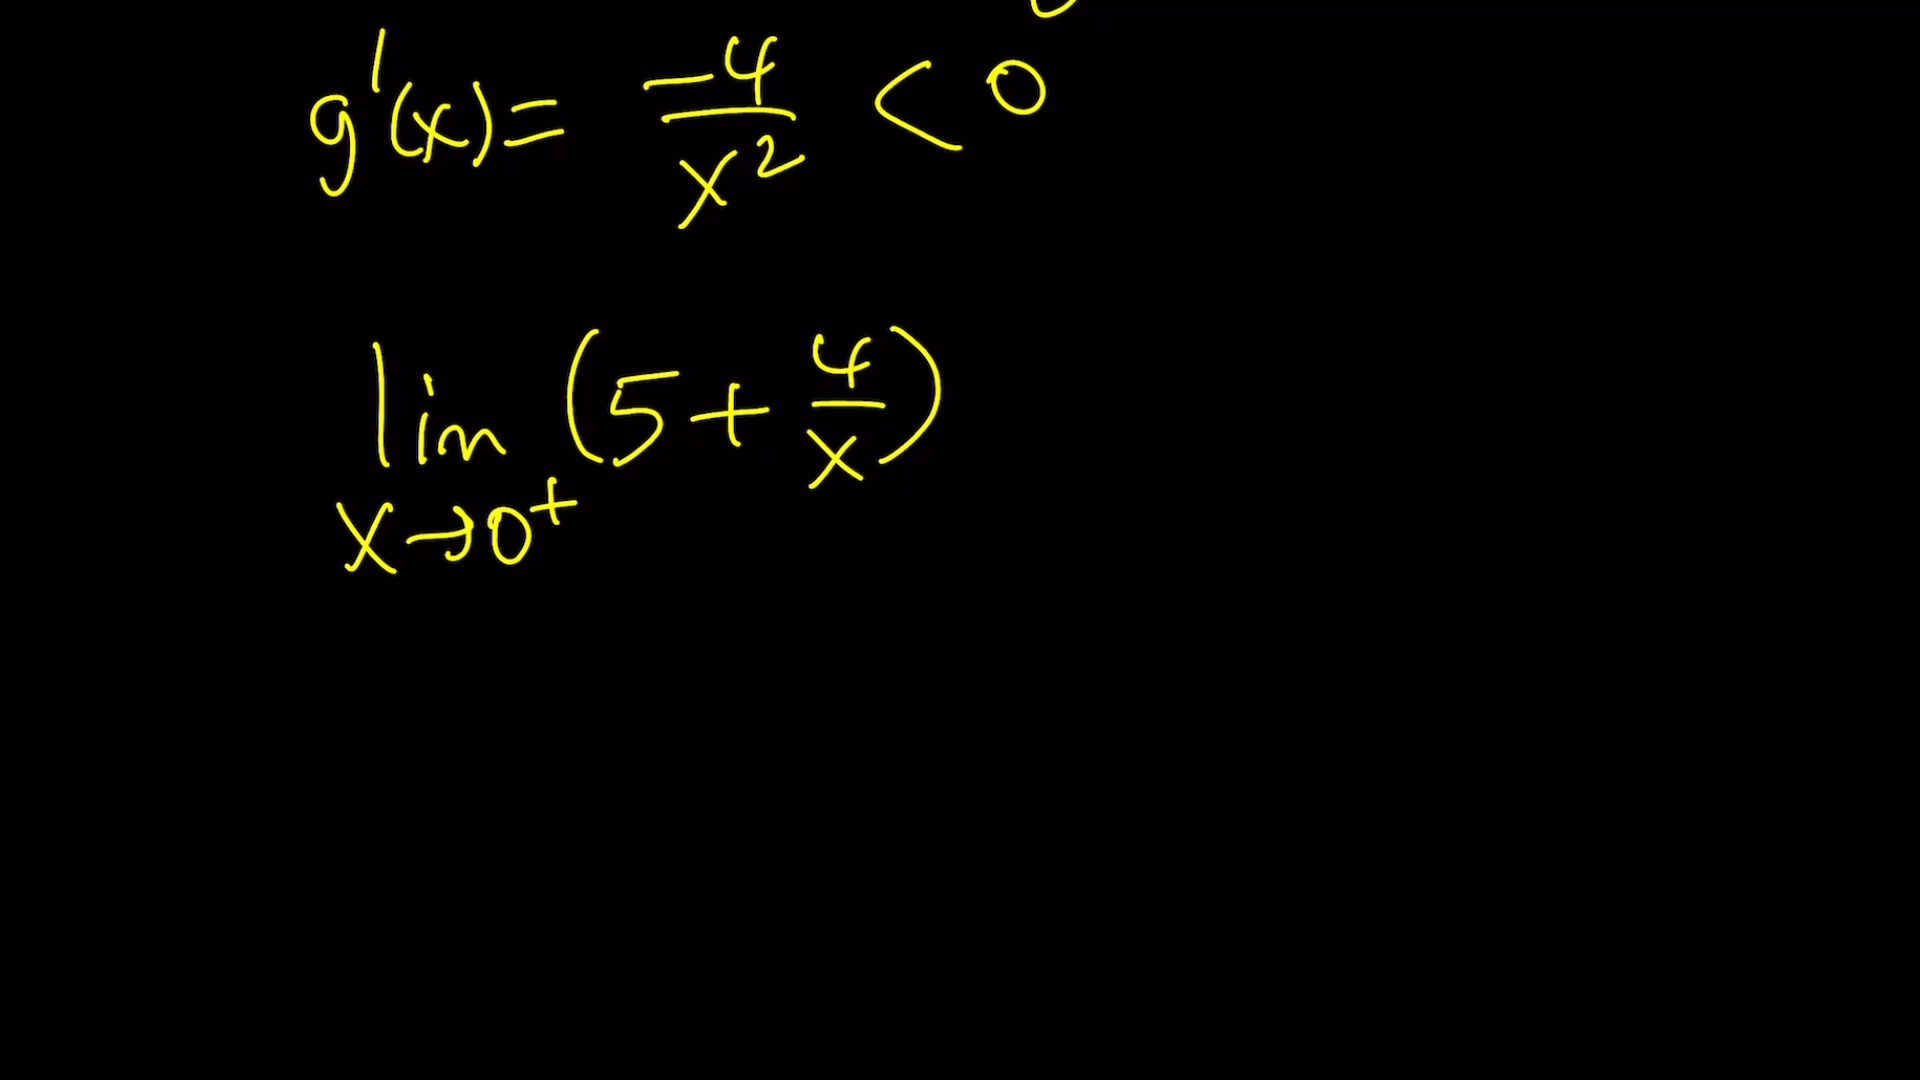 g'(x) = -4/x² < 0
lim x→0⁺ (5 + 4/x)